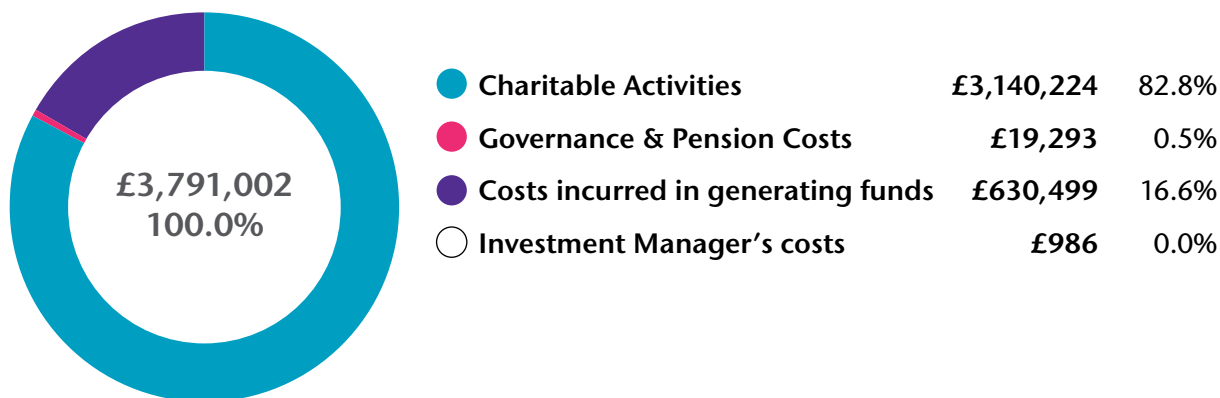 £3,791,002
100.0%
Charitable Activities £3,140,224 82.8%
Governance & Pension Costs £19,293 0.5%
Costs incurred in generating funds £630,499 16.6%
Investment Manager’s costs £986 0.0%